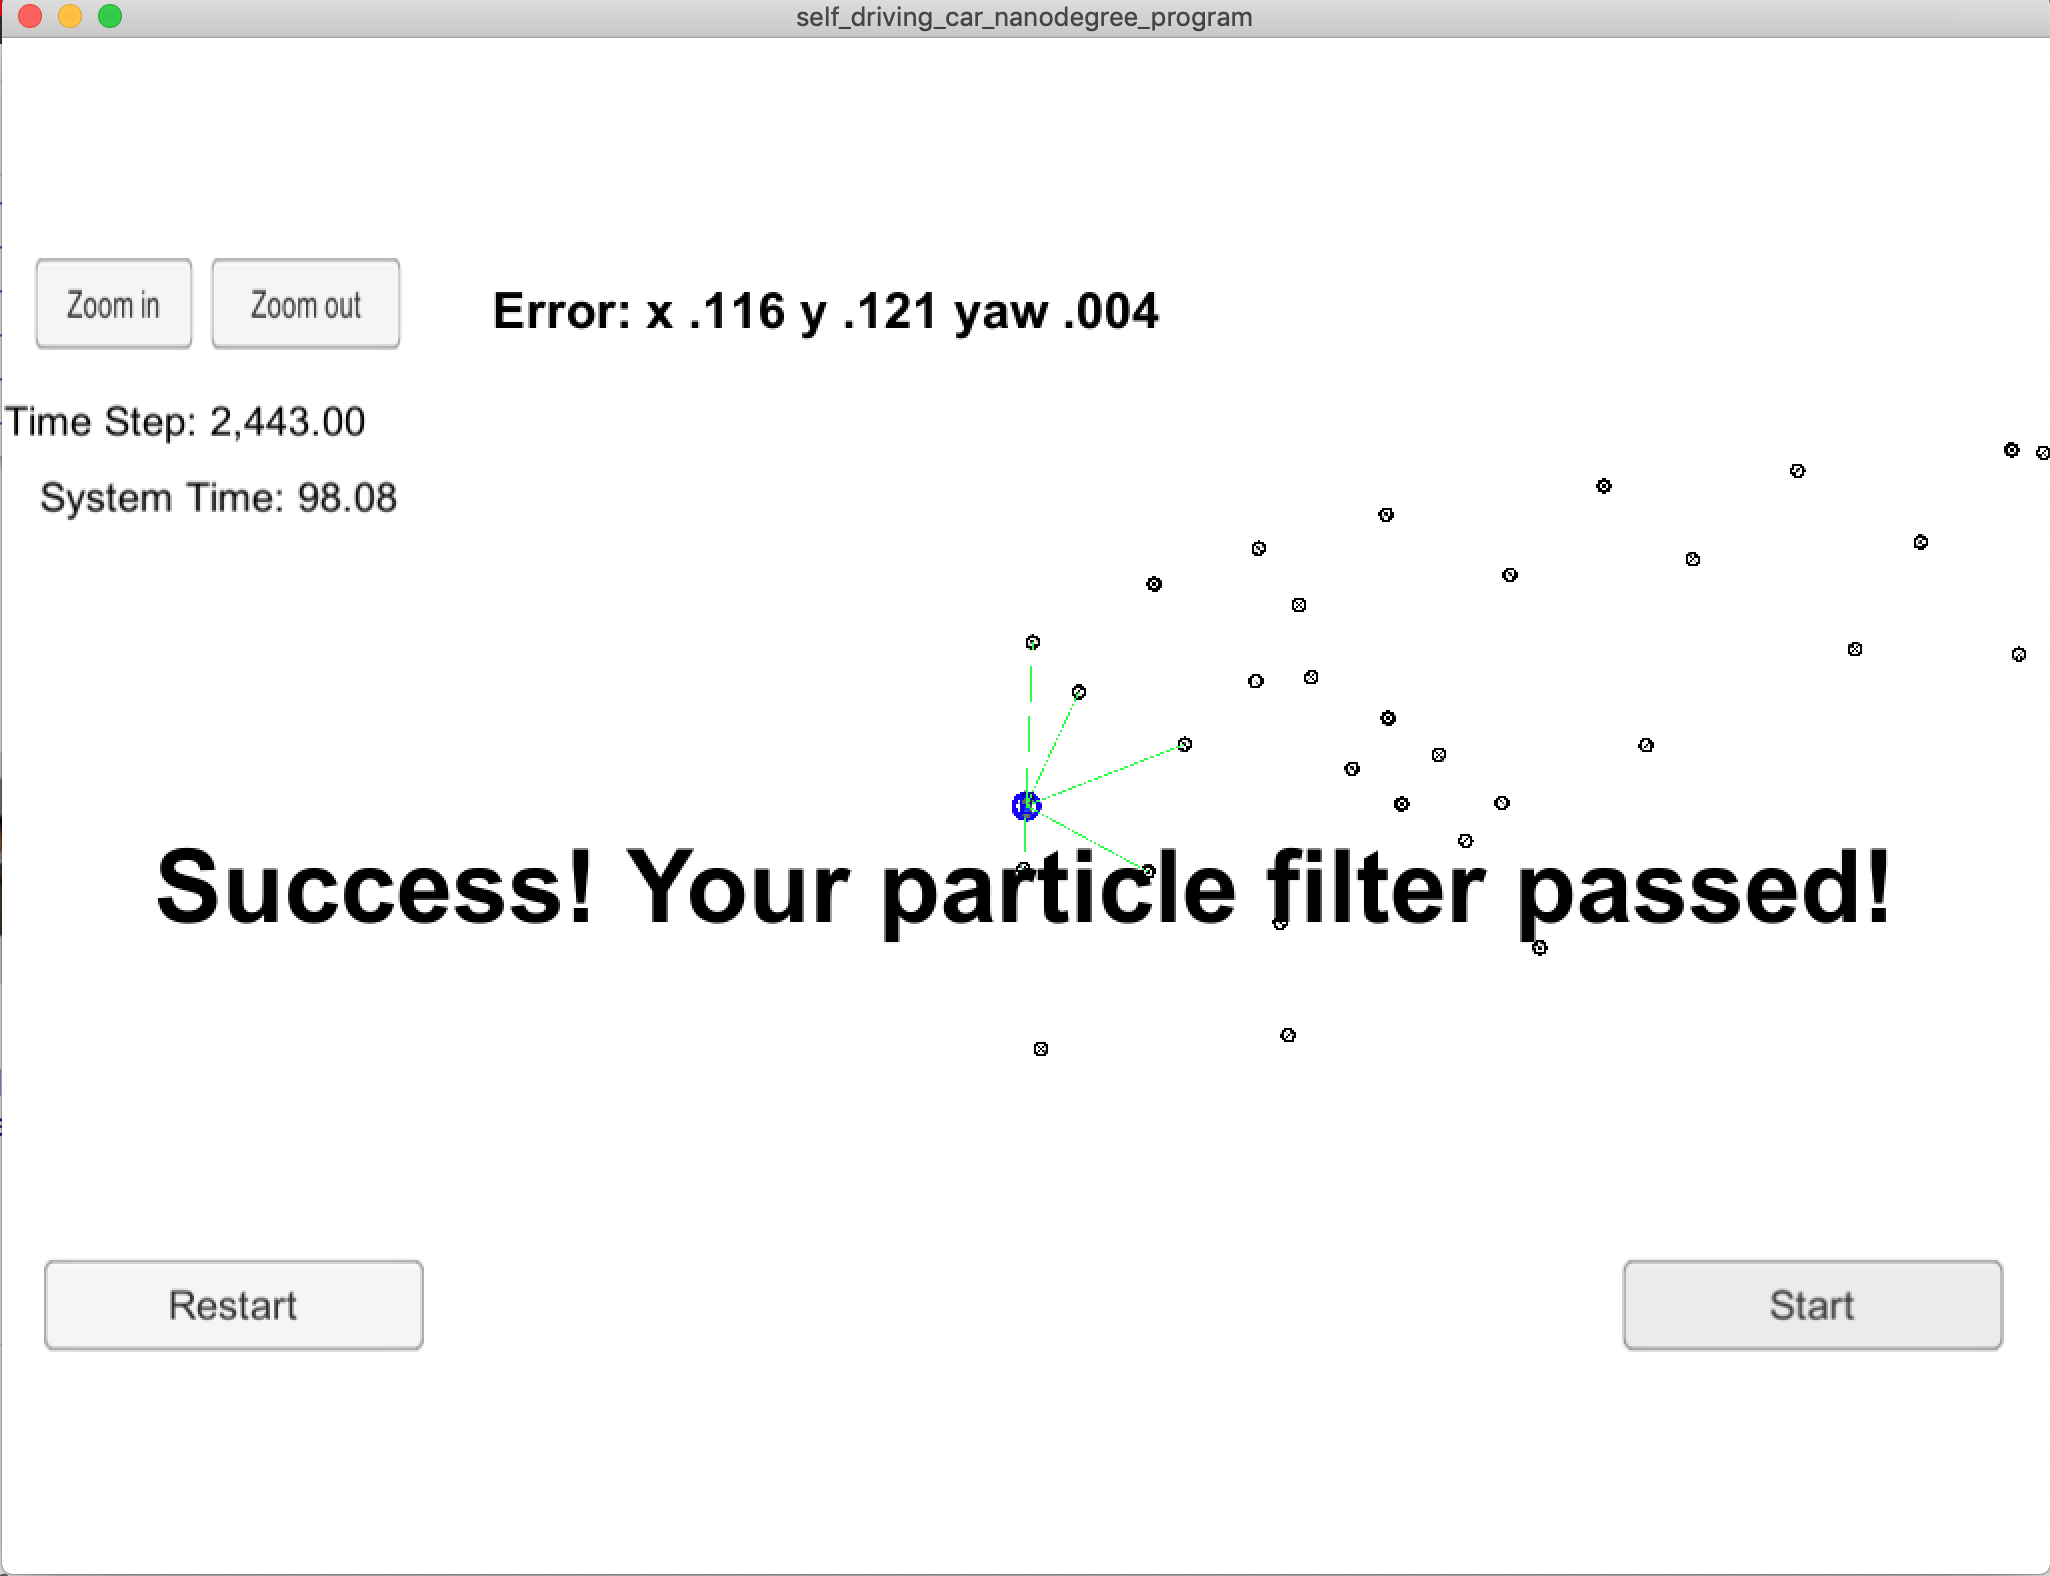 self_driving_car_nanodegree_program
Zoom in
Zoom out
Error: x .116 y .121 yaw .004
Time Step: 2,443.00
System Time: 98.08
Success! Your particle filter passed!
Restart
Start